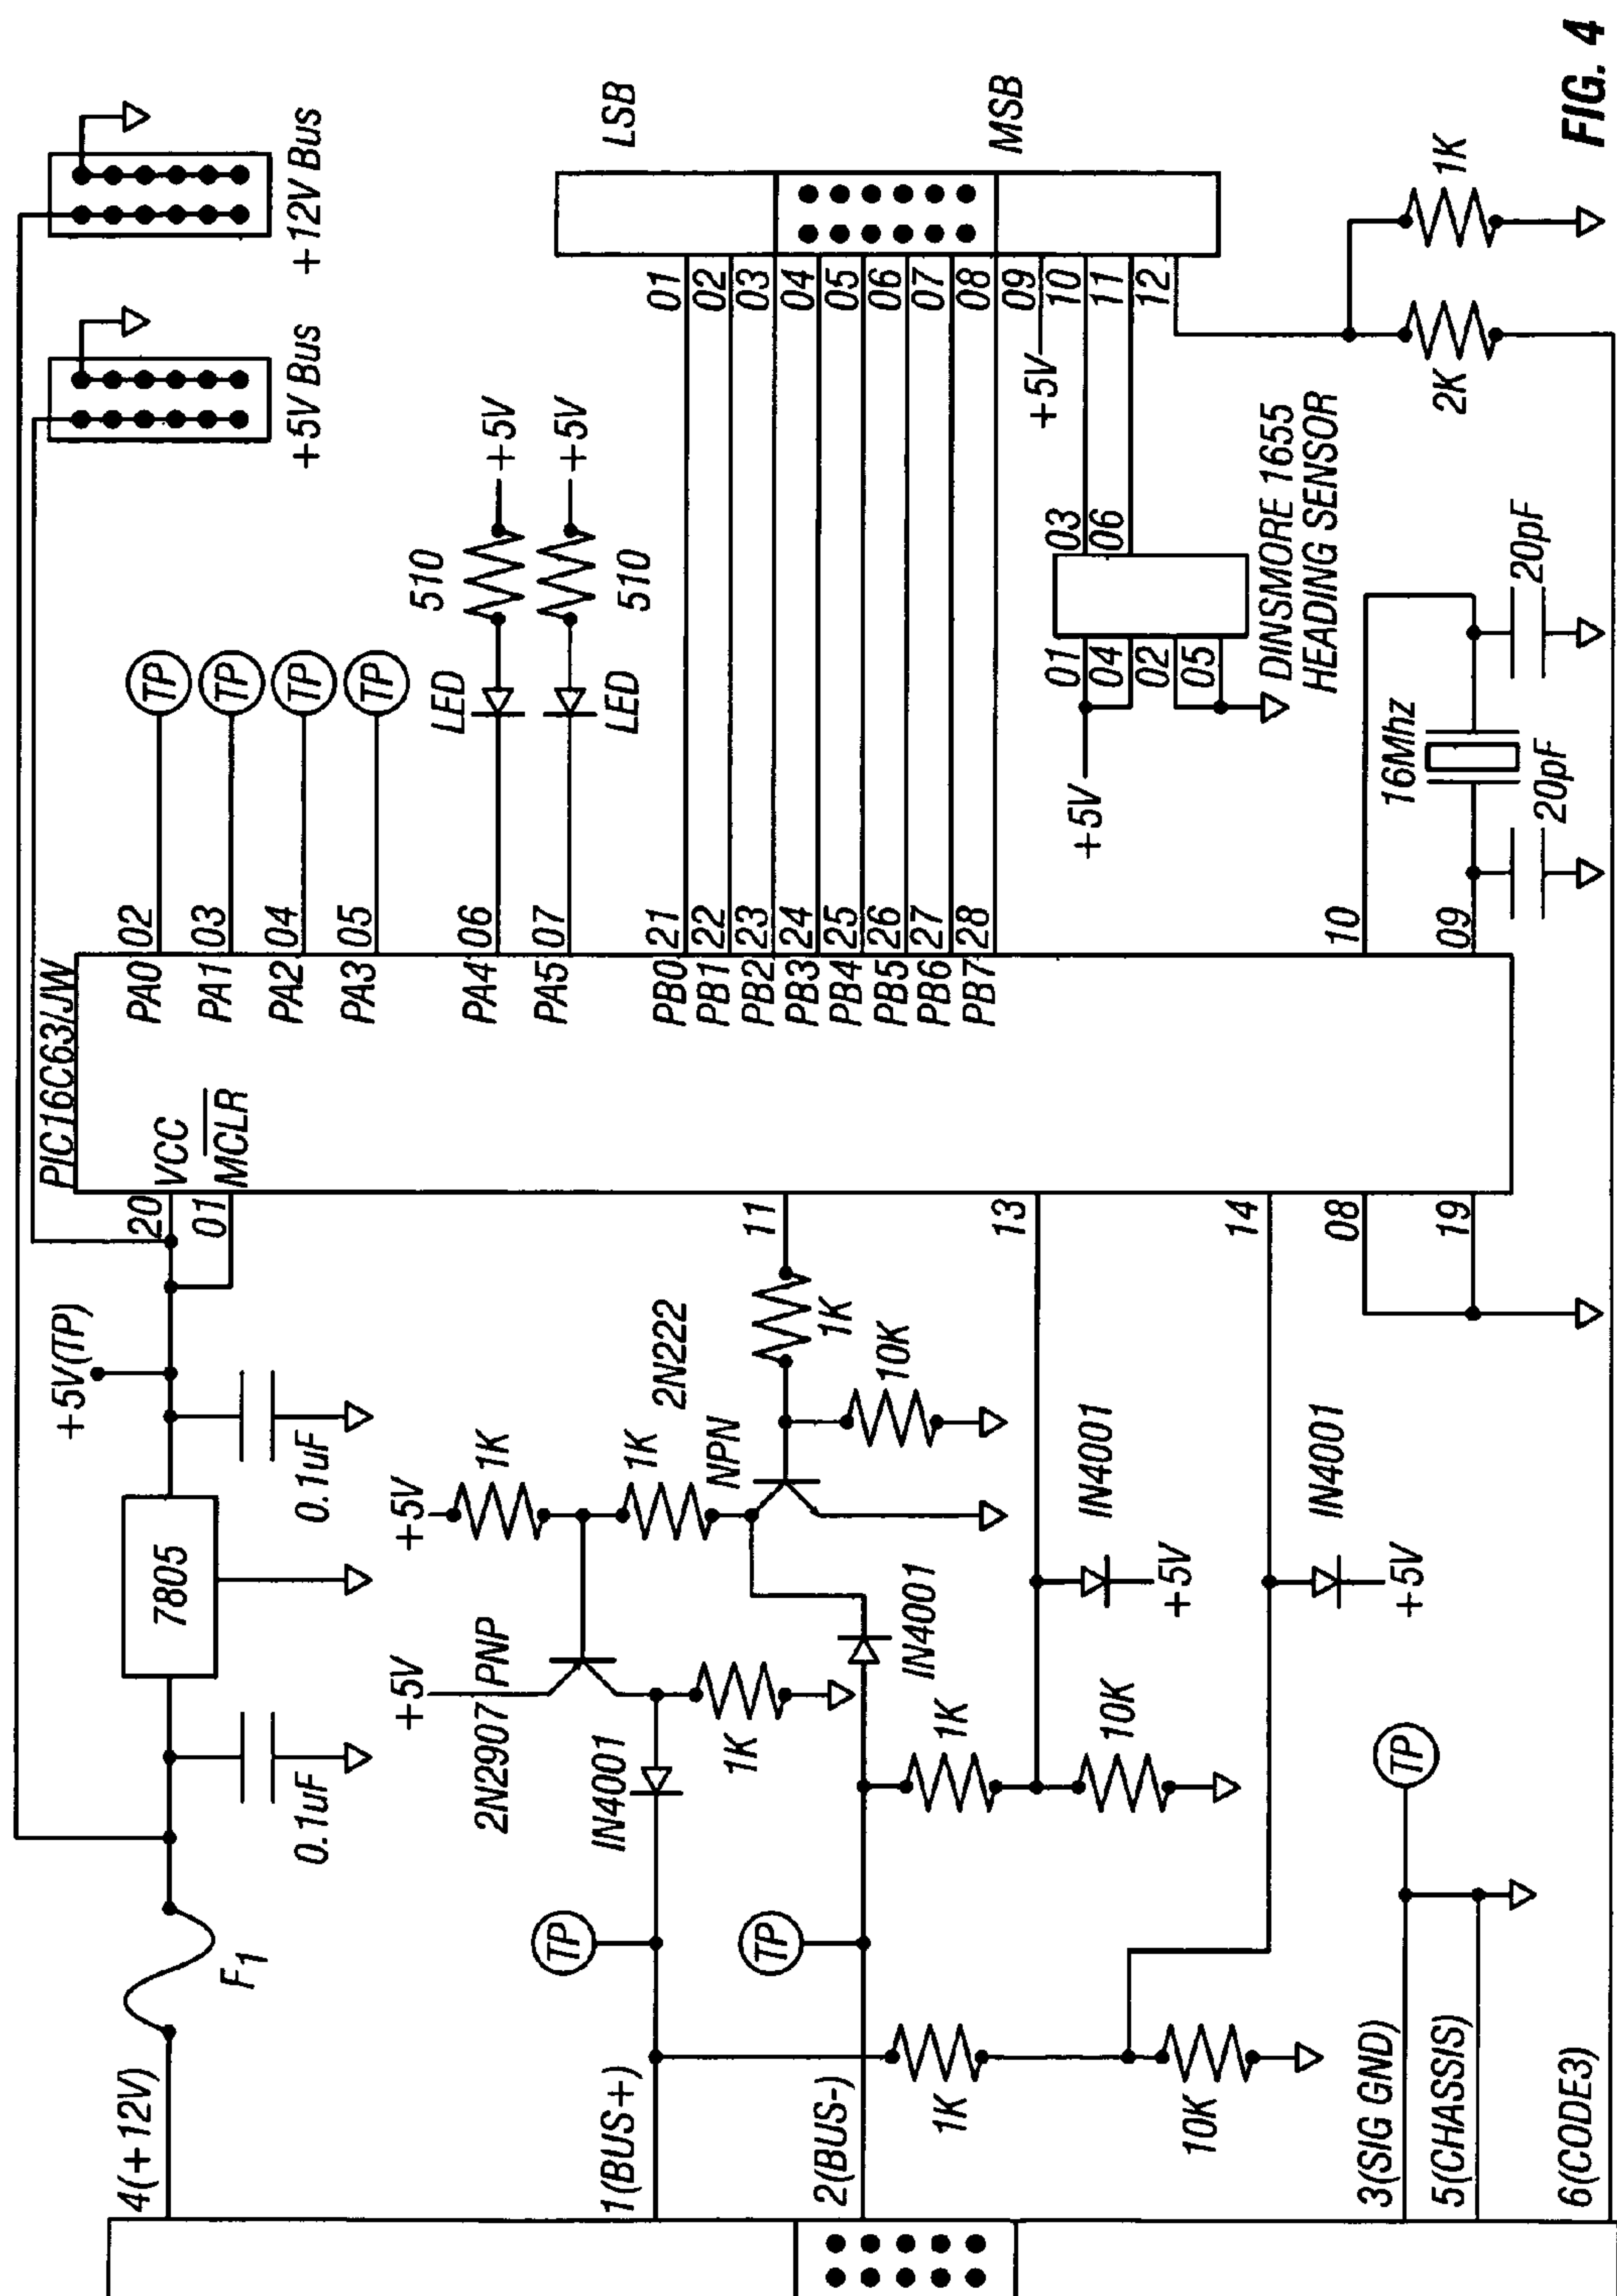 4(+12V)
F1
0.1uF
7805
0.1uF
+5V(TP)
20
VCC
01
MCLR
PIC16C63/JW
PA0
02
TP
PA1
03
TP
PA2
04
TP
PA3
05
TP
PA4
06
LED
510
+5V
PA5
07
LED
510
+5V
+5V Bus
+12V Bus
1(BUS+)
TP
IN4001
2N2907 PNP
+5V
1K
+5V
1K
1K
2N222
NPN
1K
10K
11
2(BUS-)
TP
IN4001
1K
10K
IN4001
+5V
13
1K
10K
IN4001
+5V
14
08
19
PB0
21
01
PB1
22
02
PB2
23
03
PB3
24
04
PB4
25
05
PB5
26
06
PB6
27
07
PB7
28
08
LSB
MSB
+5V
09
10
11
12
+5V
01
04
02
05
03
06
DINSMORE 1655
HEADING SENSOR
10
09
16Mhz
20pF
20pF
2K
1K
3(SIG GND)
TP
5(CHASSIS)
6(CODE3)
FIG. 4